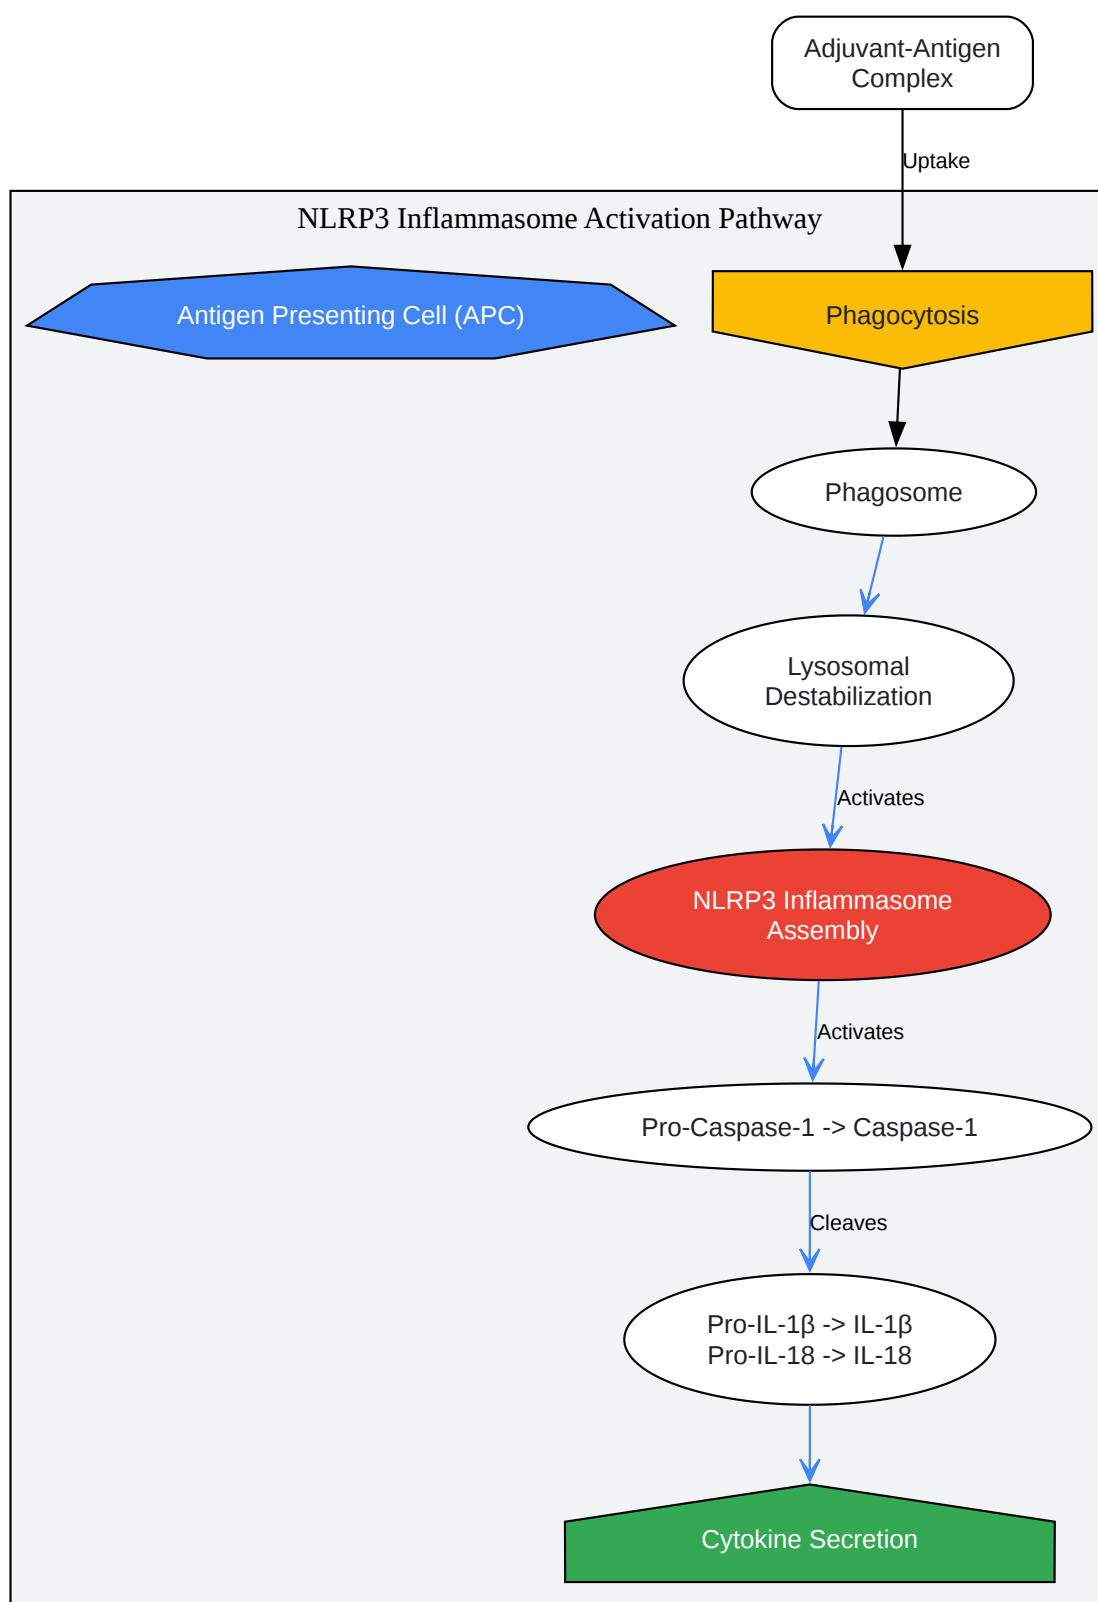 Adjuvant-Antigen
Complex
Uptake
NLRP3 Inflammasome Activation Pathway
Antigen Presenting Cell (APC)
Phagocytosis
Phagosome
Lysosomal
Destabilization
Activates
NLRP3 Inflammasome
Assembly
Activates
Pro-Caspase-1 -> Caspase-1
Cleaves
Pro-IL-1β -> IL-1β
Pro-IL-18 -> IL-18
Cytokine Secretion